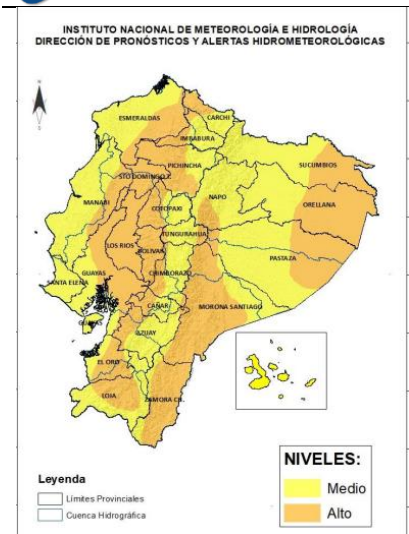 INSTITUTO NACIONAL DE METEOROLOGÍA E HIDROLOGÍA
DIRECCIÓN DE PRONÓSTICOS Y ALERTAS HIDROMETEOROLÓGICAS
N
S
ESMERALDAS
CARCHI
IMBABURA
PICHINCHA
SUCUMBIOS
STO DOMINGO T.
NAPO
ORELLANA
MANABI
COTOPAXI
TUNGURAHUA
LOS RIOS
BOLIVAR
PASTAZA
GUAYAS
CHIMBORAZO
SANTA ELENA
MORONA SANTIAGO
CAÑAR
GUAYAS
AZUAY
EL ORO
LOJA
ZAMORA CH.
NIVELES:
Medio
Alto
Leyenda
Límites Provinciales
Cuenca Hidrográfica